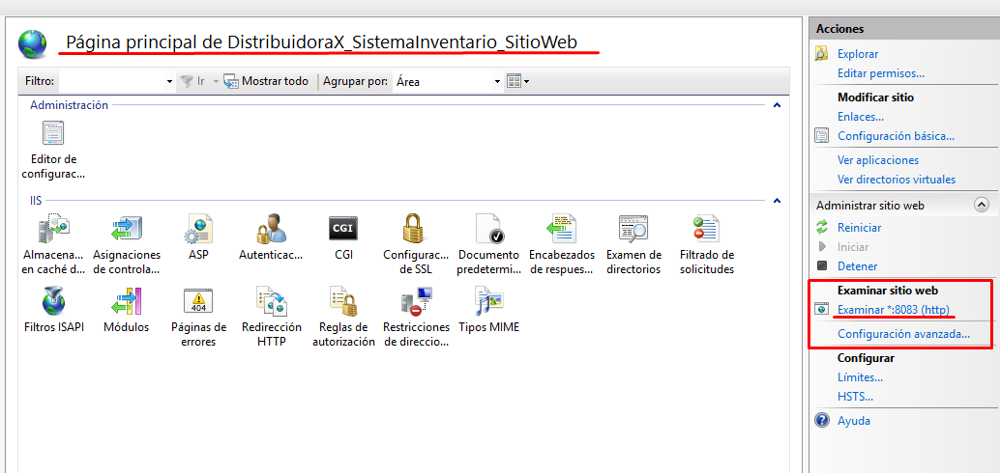 Página principal de DistribuidoraX_SistemaInventario_SitioWeb
Filtro:
Ir
Mostrar todo
Agrupar por:
Área
Administración
Editor de
configurac...
IIS
Almacena...
en caché d...
Asignaciones
de controla...
ASP
Autenticac...
CGI
CGI
Configurac...
de SSL
Documento
predetermi...
Encabezados
de respues...
Examen de
directorios
Filtrado de
solicitudes
Filtros ISAPI
Módulos
404
Páginas de
errores
Redirección
HTTP
Reglas de
autorización
Restricciones
de direccio...
Tipos MIME
Acciones
Explorar
Editar permisos...
Modificar sitio
Enlaces...
Configuración básica...
Ver aplicaciones
Ver directorios virtuales
Administrar sitio web
Reiniciar
Iniciar
Detener
Examinar sitio web
Examinar *:8083 (http)
Configuración avanzada...
Configurar
Límites...
HSTS...
Ayuda